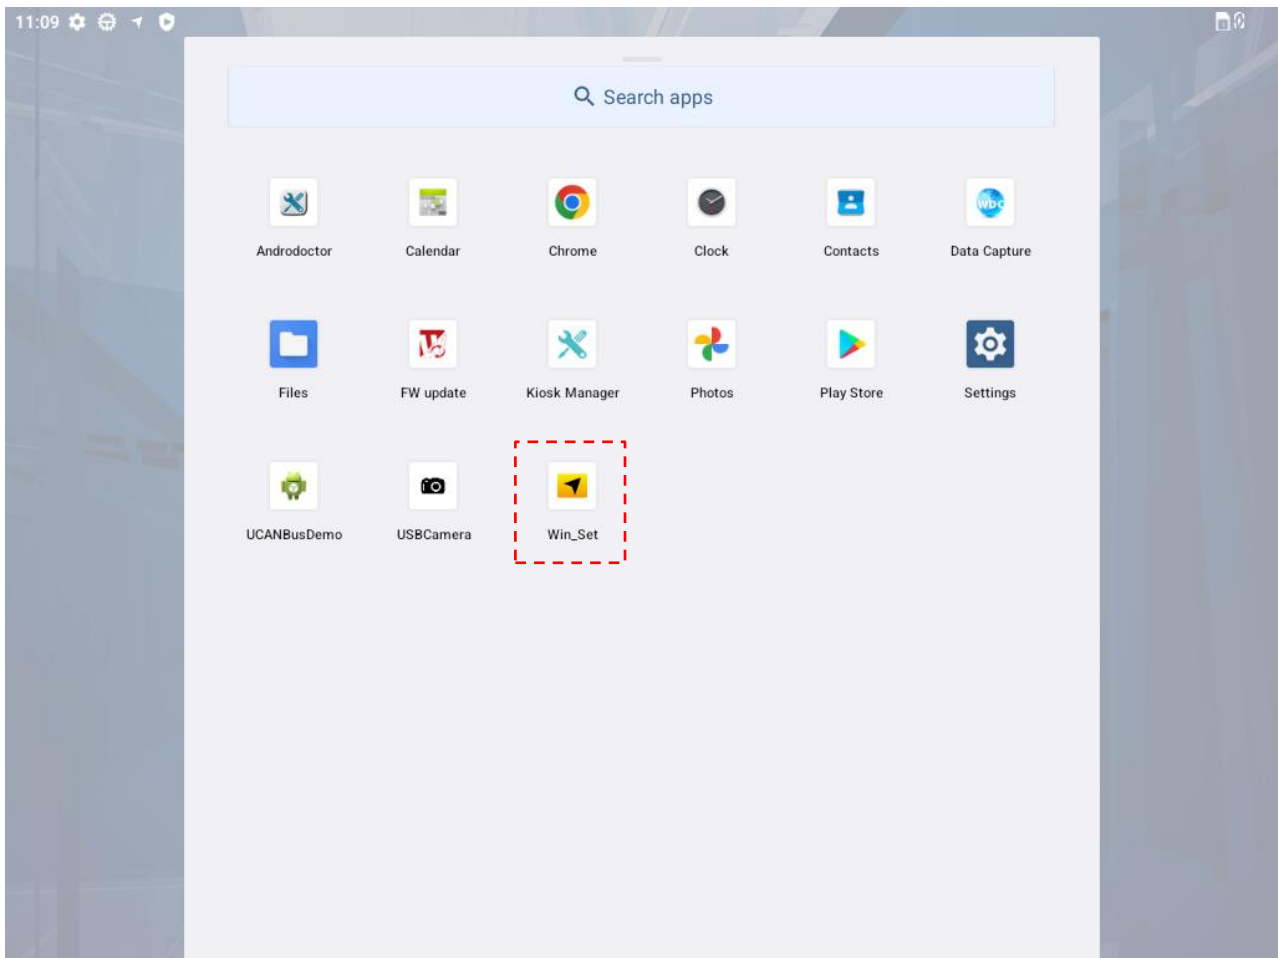 11:09
Search apps
Androdoctor Calendar Chrome Clock Contacts Data Capture
WDC
Files FW update Kiosk Manager Photos Play Store Settings
UCANBusDemo USBCamera Win_Set